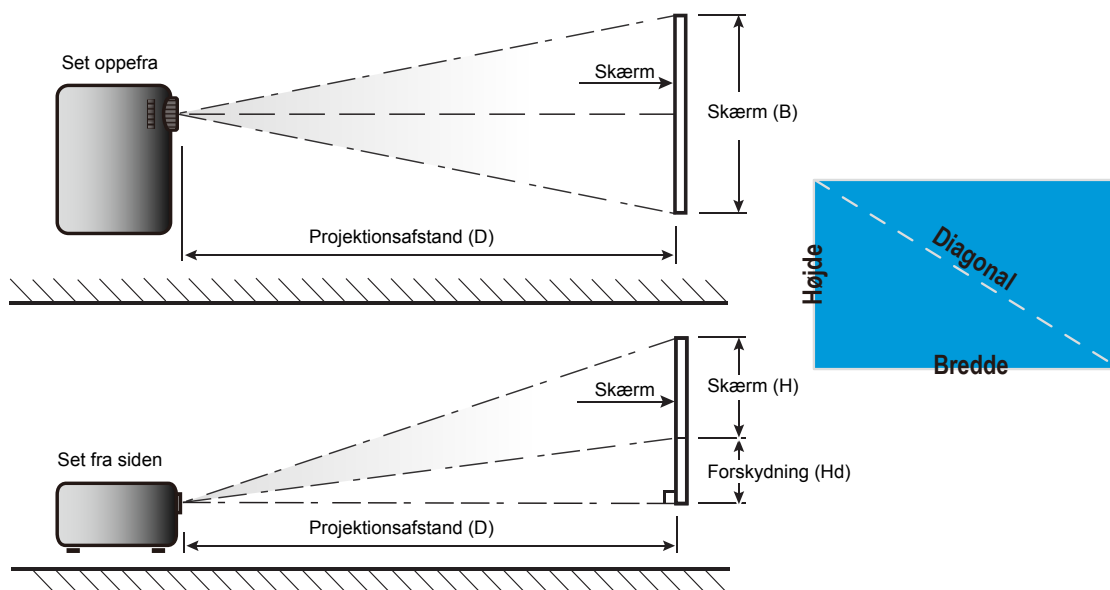 Set oppefra
Skærm
Skærm (B)
Projektionsafstand (D)
Højde
Diagonal
Bredde
Skærm
Skærm (H)
Set fra siden
Forskydning (Hd)
Projektionsafstand (D)